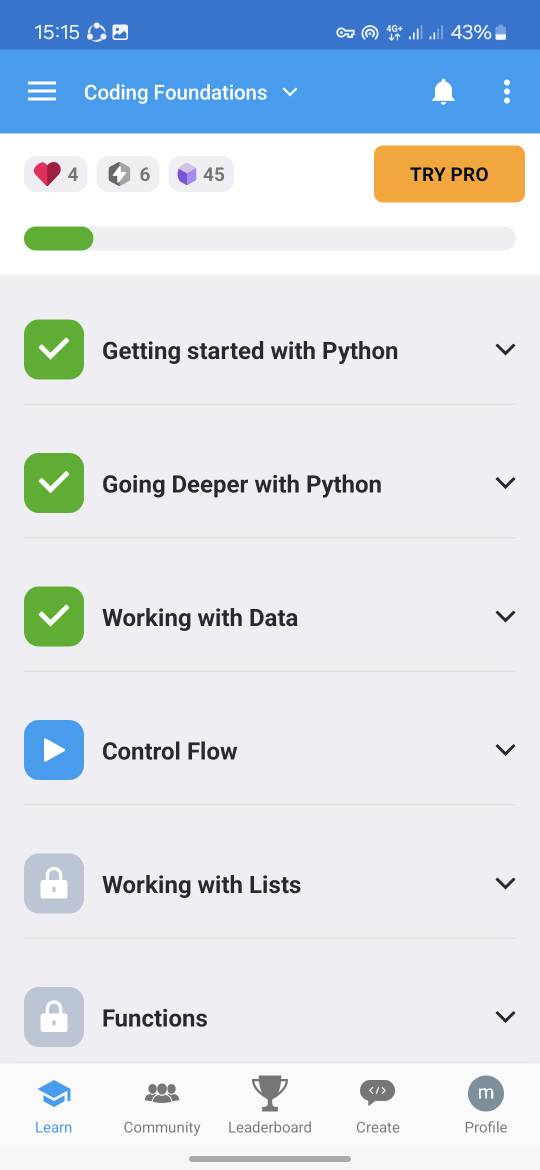 15:15
4G+
43%
Coding Foundations
4
6
45
TRY PRO
Getting started with Python
Going Deeper with Python
Working with Data
Control Flow
Working with Lists
Functions
Learn
Community
Leaderboard
</>
Create
m
Profile